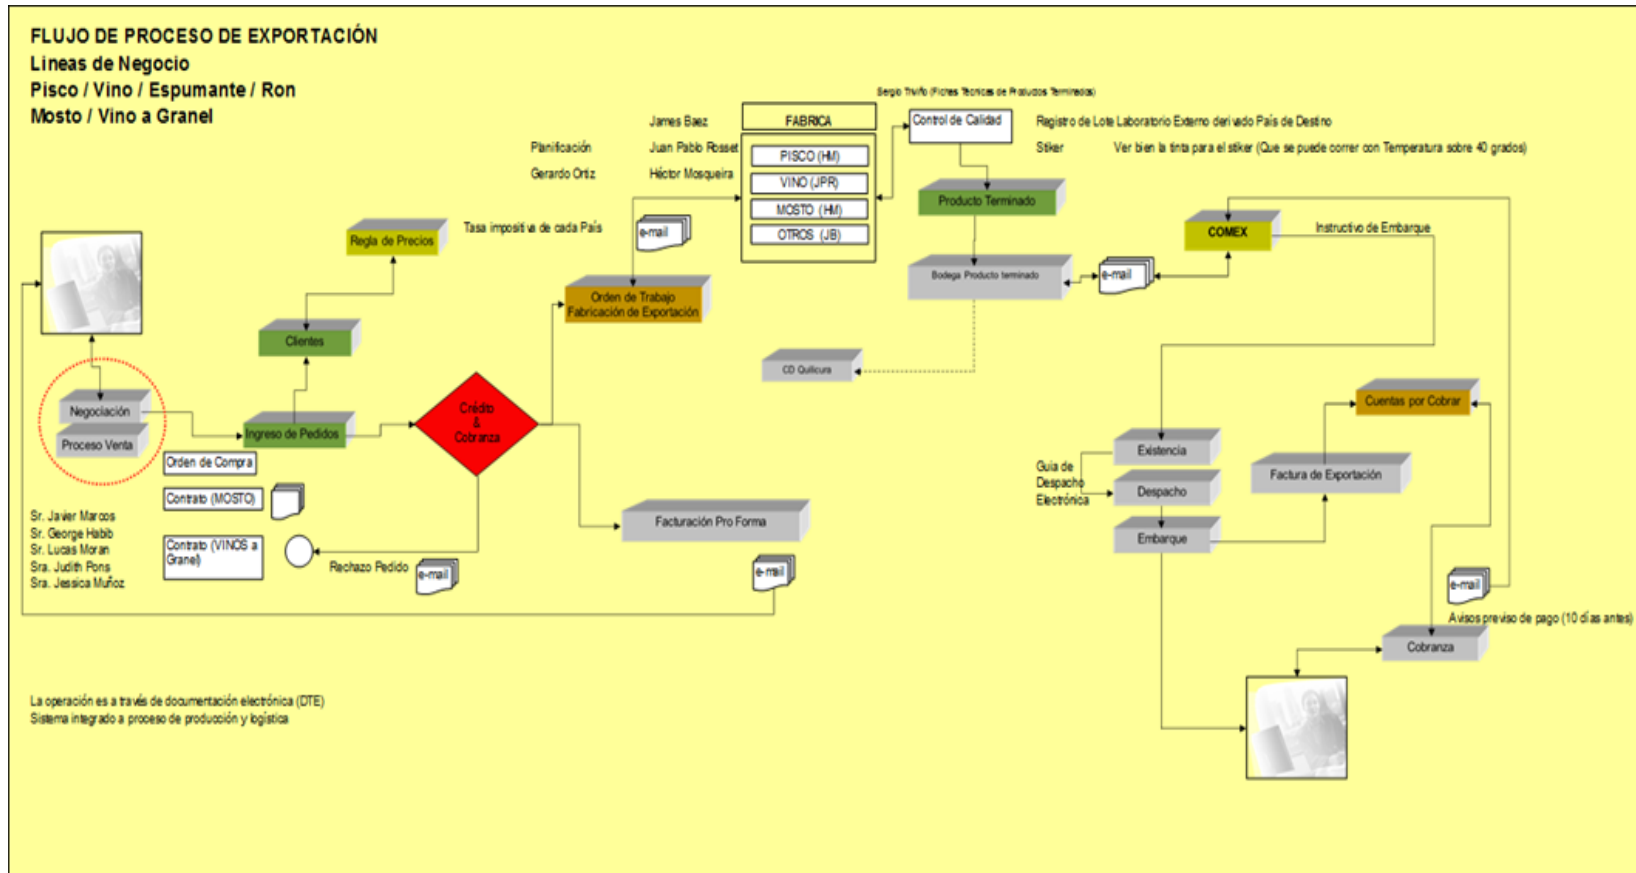 FLUJO DE PROCESO DE EXPORTACIÓN
Lineas de Negocio
Pisco / Vino / Espumante / Ron
Mosto / Vino a Granel
Sergio Triviño (Fichas Tecnicas de Productos Terminados)
James Baez
FABRICA
Control de Calidad
Registro de Lote Laboratorio Externo derivado País de Destino
Planificación
Juan Pablo Rosset
PISCO (HM)
Stiker
Ver bien la tinta para el stiker (Que se puede correr con Temperatura sobre 40 grados)
Gerardo Ortiz
Héctor Mosqueira
VINO (JPR)
Producto Terminado
MOSTO (HM)
OTROS (JB)
Regla de Precios
Tasa impositiva de cada País
e-mail
COMEX
Instructivo de Embarque
Bodega Producto terminado
e-mail
Orden de Trabajo
Fabricación de Exportación
Clientes
CD Quilicura
Negociación
Proceso Venta
Ingreso de Pedidos
Crédito
&
Cobranza
Cuentas por Cobrar
Orden de Compra
Contrato (MOSTO)
Contrato (VINOS a
Granel)
Existencia
Guia de
Despacho
Electrónica
Despacho
Embarque
Factura de Exportación
Facturación Pro Forma
Sr. Javier Marcos
Sr. George Habib
Sr. Lucas Moran
Sra. Judith Pons
Sra. Jessica Muñoz
Rechazo Pedido
e-mail
e-mail
e-mail
Avisos previso de pago (10 días antes)
Cobranza
La operación es a través de documentación electrónica (DTE)
Sistema integrado a proceso de producción y logística